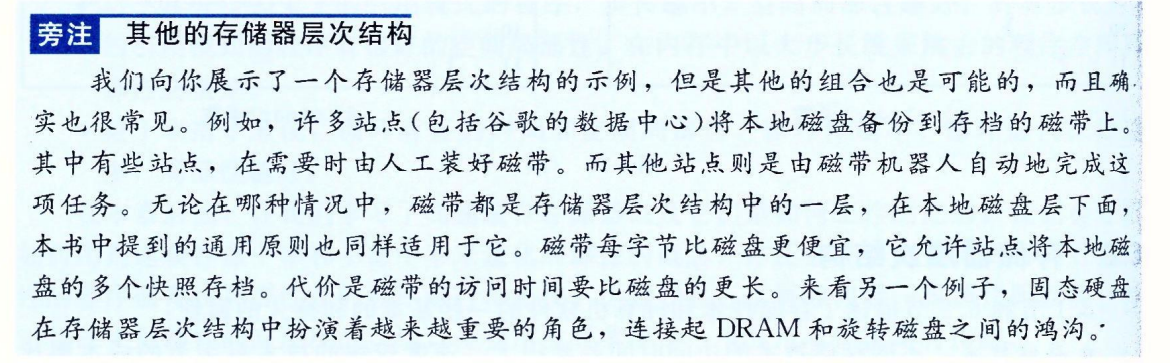 旁注 其他的存储器层次结构
我们向你展示了一个存储器层次结构的示例，但是其他的组合也是可能的，而且确
实也很常见。例如，许多站点(包括谷歌的数据中心)将本地磁盘备份到存档的磁带上。
其中有些站点，在需要时由人工装好磁带。而其他站点则是由磁带机器人自动地完成这
项任务。无论在哪种情况中，磁带都是存储器层次结构中的一层，在本地磁盘层下面，
本书中提到的通用原则也同样适用于它。磁带每字节比磁盘更便宜，它允许站点将本地磁
盘的多个快照存档。代价是磁带的访问时间要比磁盘的更长。来看另一个例子，固态硬盘
在存储器层次结构中扮演着越来越重要的角色，连接起 DRAM 和旋转磁盘之间的鸿沟。